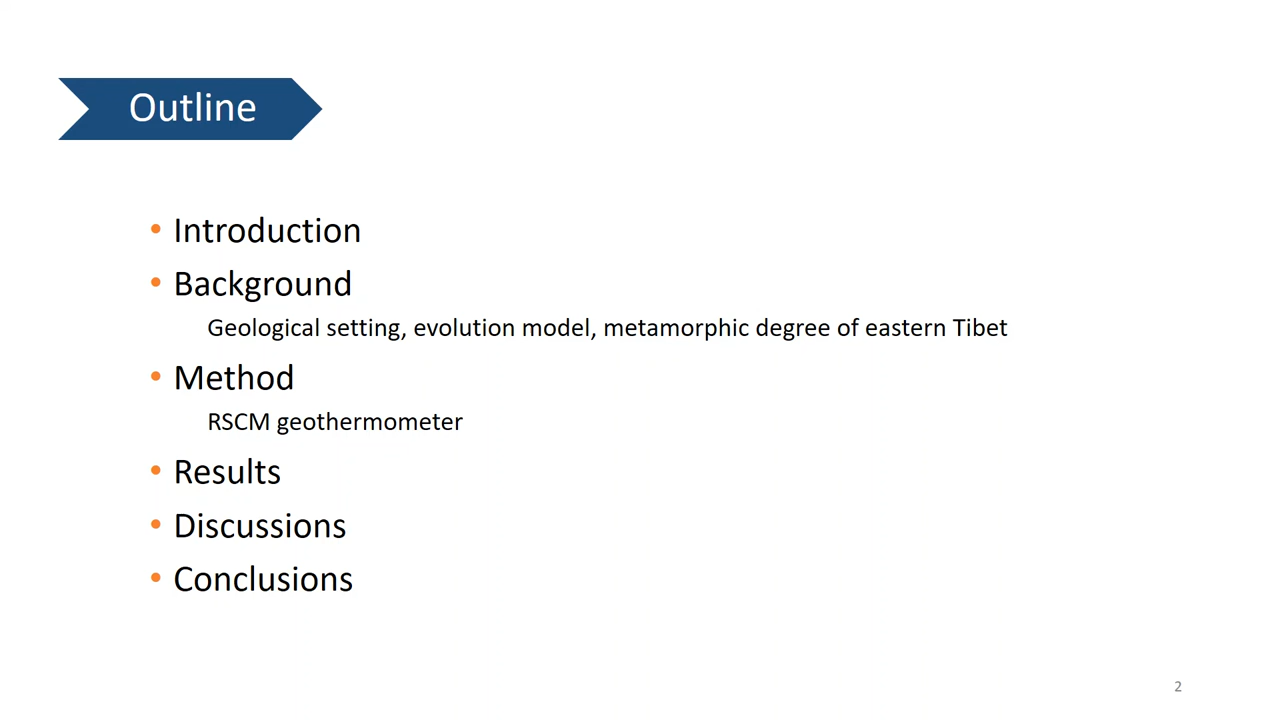 Outline
• Introduction
• Background
Geological setting, evolution model, metamorphic degree of eastern Tibet
• Method
RSCM geothermometer
• Results
• Discussions
• Conclusions
2